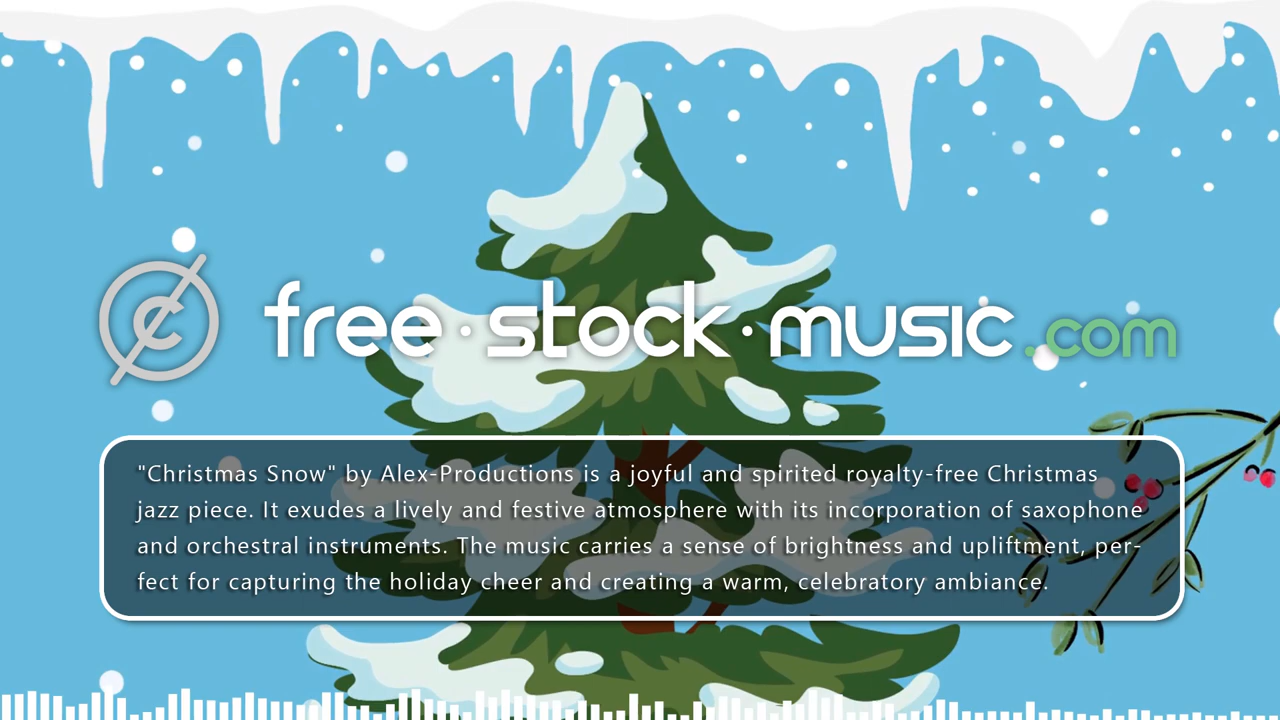 free·stock·music.com
"Christmas Snow" by Alex-Productions is a joyful and spirited royalty-free Christmas
jazz piece. It exudes a lively and festive atmosphere with its incorporation of saxophone
and orchestral instruments. The music carries a sense of brightness and upliftment, per-
fect for capturing the holiday cheer and creating a warm, celebratory ambiance.